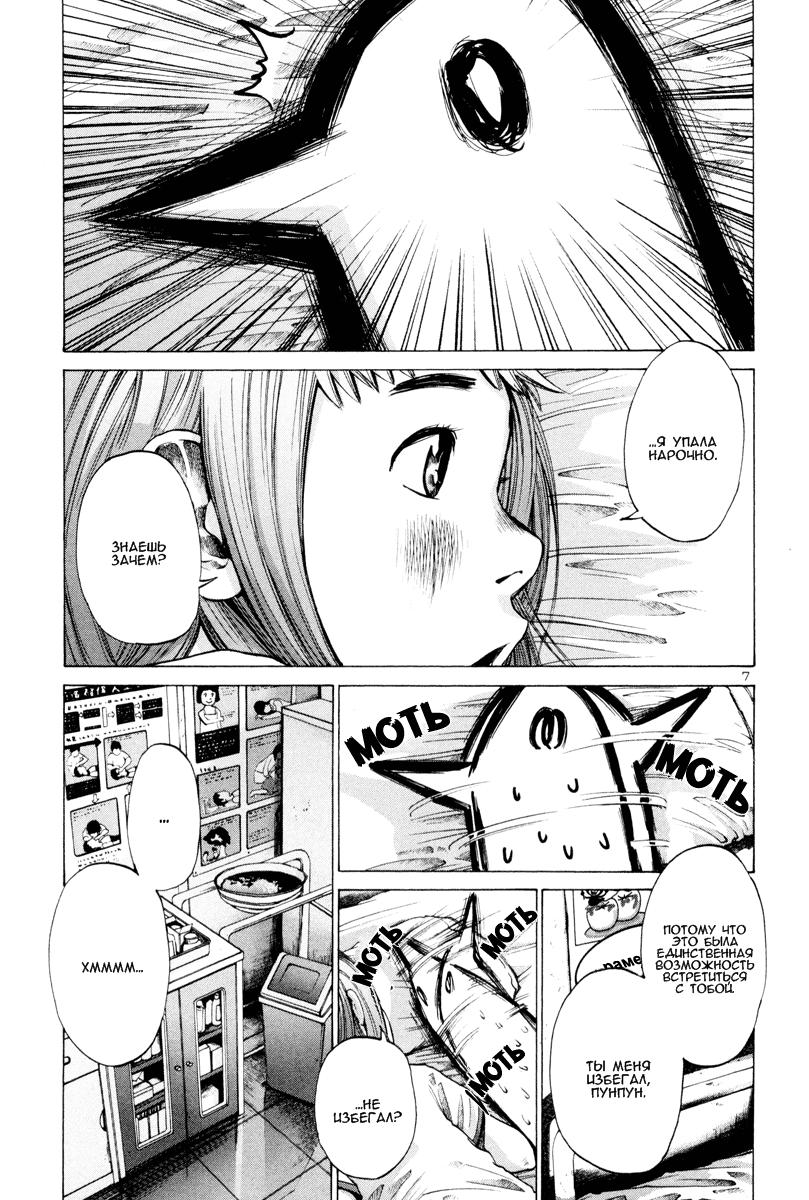 ...Я УПАЛА
НАРОЧНО.
ЗНАЕШЬ
ЗАЧЕМ?
7
МОТЬ
МОТЬ
ПОТОМУ ЧТО
ЭТО БЫЛА
ЕДИНСТВЕННАЯ
ВОЗМОЖНОСТЬ
ВСТРЕТИТЬСЯ
С ТОБОЙ.
раме
ТЫ МЕНЯ
ИЗБЕГАЛ,
ПУНПУН.
МОТЬ
МОТЬ
МОТЬ
...НЕ
ИЗБЕГАЛ?
...
ХММММ...